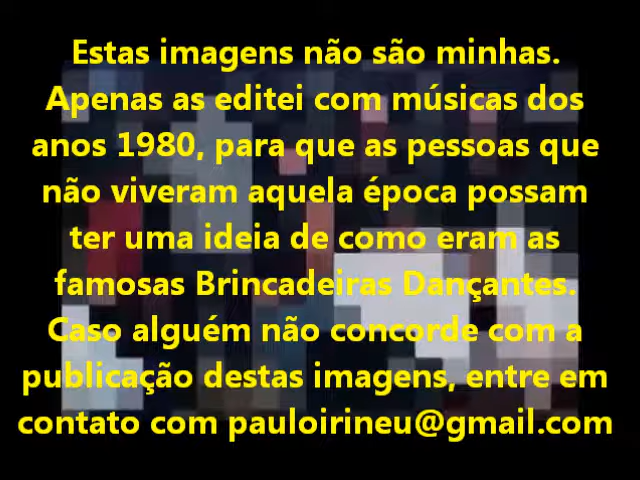 Estas imagens não são minhas.
Apenas as editei com músicas dos
anos 1980, para que as pessoas que
não viveram aquela época possam
ter uma ideia de como eram as
famosas Brincadeiras Dançantes.
Caso alguém não concorde com a
publicação destas imagens, entre em
contato com pauloirineu@gmail.com